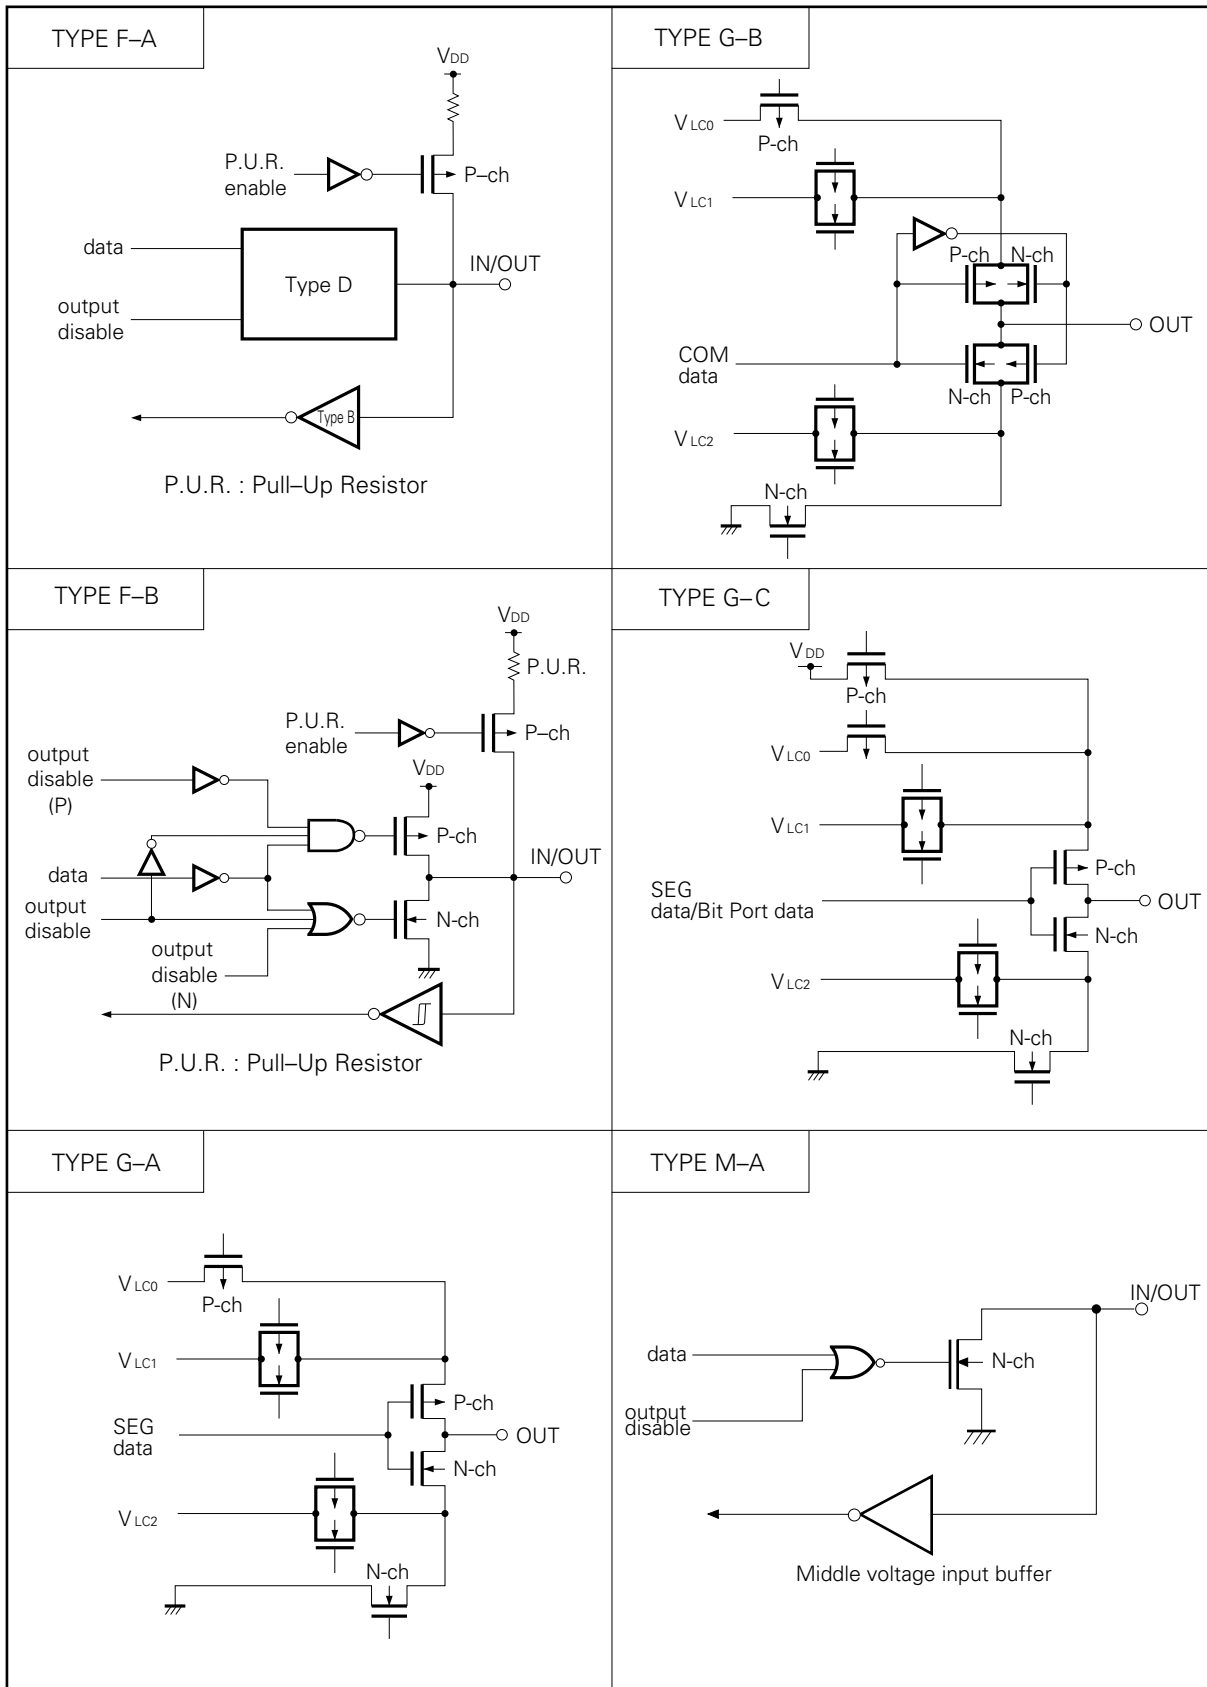 TYPE F–A
VDD
P.U.R.
enable
P–ch
data
Type D
IN/OUT
output
disable
Type B
P.U.R. : Pull–Up Resistor
TYPE G–B
VLC0
P-ch
VLC1
P-ch N-ch
OUT
COM
data
N-ch P-ch
VLC2
N-ch
TYPE F–B
VDD
P.U.R.
P.U.R.
enable
P–ch
output
disable
(P)
VDD
P-ch
IN/OUT
data
output
disable
N-ch
output
disable
(N)
P.U.R. : Pull–Up Resistor
TYPE G–C
VDD
P-ch
VLC0
VLC1
P-ch
SEG
data/Bit Port data
OUT
N-ch
VLC2
N-ch
TYPE G–A
VLC0
P-ch
VLC1
P-ch
SEG
data
OUT
N-ch
VLC2
N-ch
TYPE M–A
IN/OUT
data
N-ch
output
disable
Middle voltage input buffer